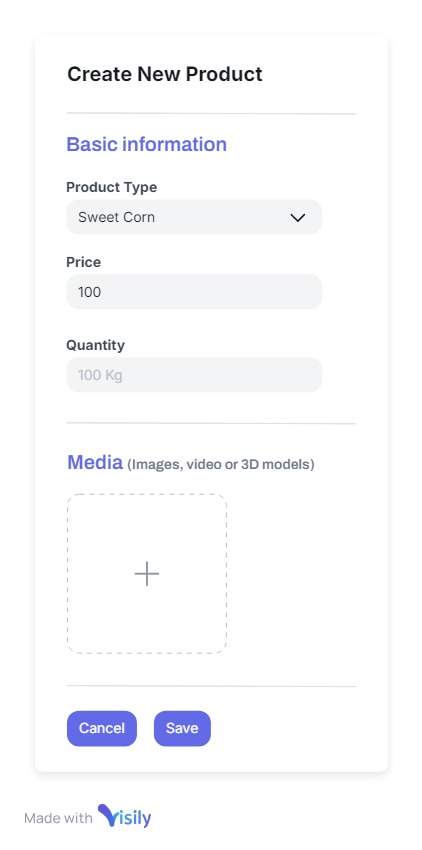 Create New Product
Basic information
Product Type
Sweet Corn
Price
100
Quantity
100 Kg
Media (Images, video or 3D models)
Cancel Save
Made with Visily